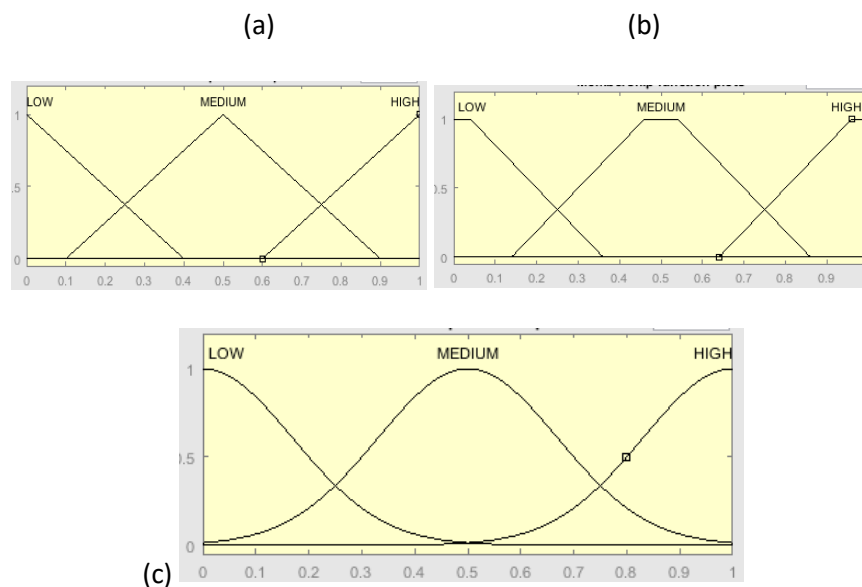 (a) (b)
LOW MEDIUM HIGH
1
0
0 0.1 0.2 0.3 0.4 0.5 0.6 0.7 0.8 0.9 1
Membership function plots
LOW MEDIUM HIGH
1
0.5
0
0 0.1 0.2 0.3 0.4 0.5 0.6 0.7 0.8 0.9
LOW MEDIUM HIGH
1
0
0 0.1 0.2 0.3 0.4 0.5 0.6 0.7 0.8 0.9 1
(c)